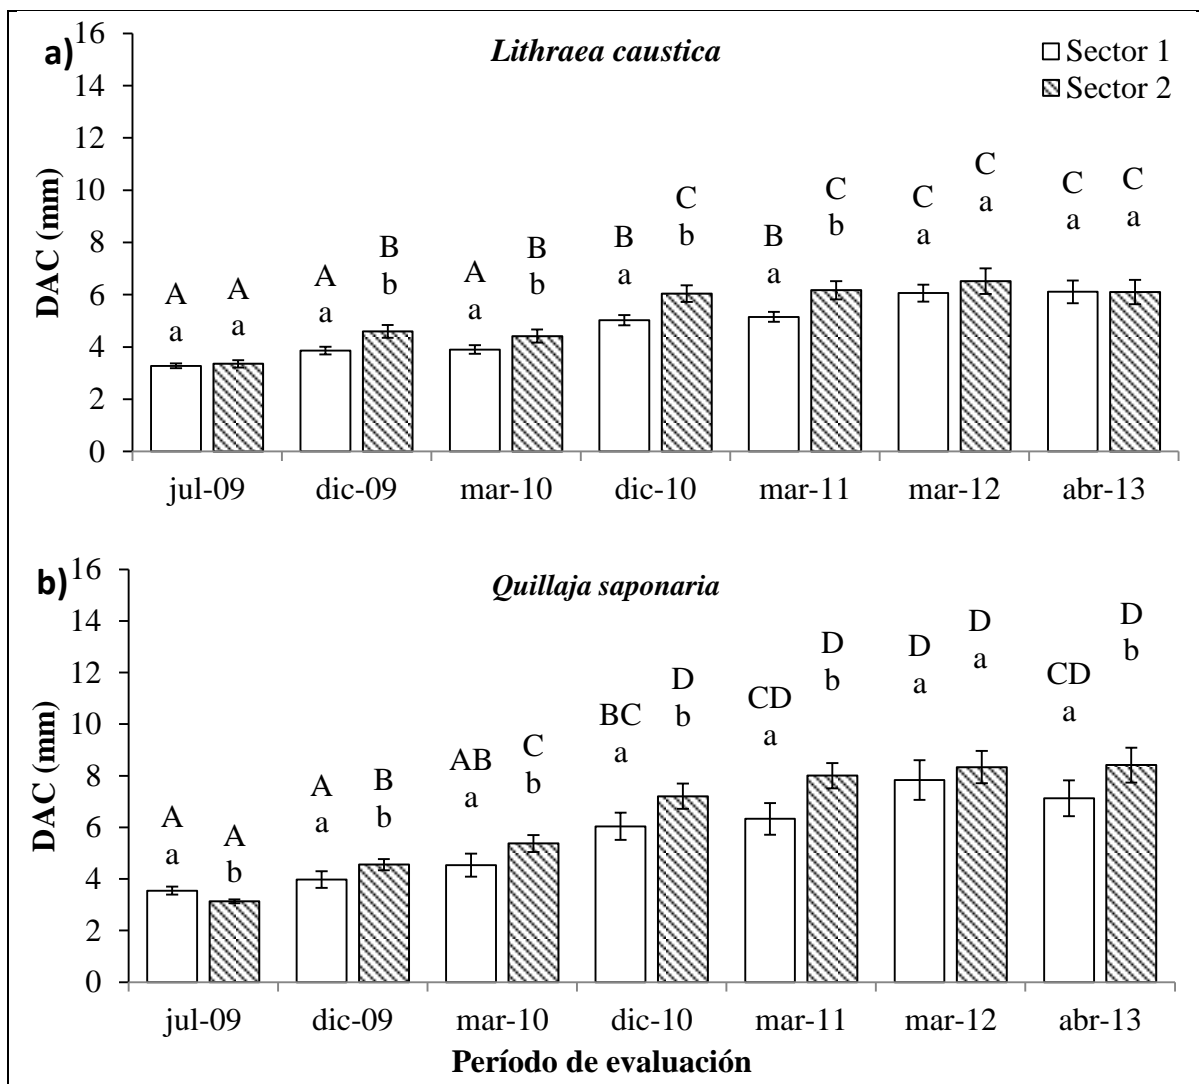 a)
Lithraea caustica
Sector 1
Sector 2
DAC (mm)
16
14
12
10
8
6
4
2
0
A A A B A B B C B C C C C C
a a a b a b a b a b a a a a
jul-09 dic-09 mar-10 dic-10 mar-11 mar-12 abr-13
b)
Quillaja saponaria
DAC (mm)
16
14
12
10
8
6
4
2
0
A A A B AB C BC D CD D D D CD D
a b a b a b a b a b a a a b
jul-09 dic-09 mar-10 dic-10 mar-11 mar-12 abr-13
Período de evaluación